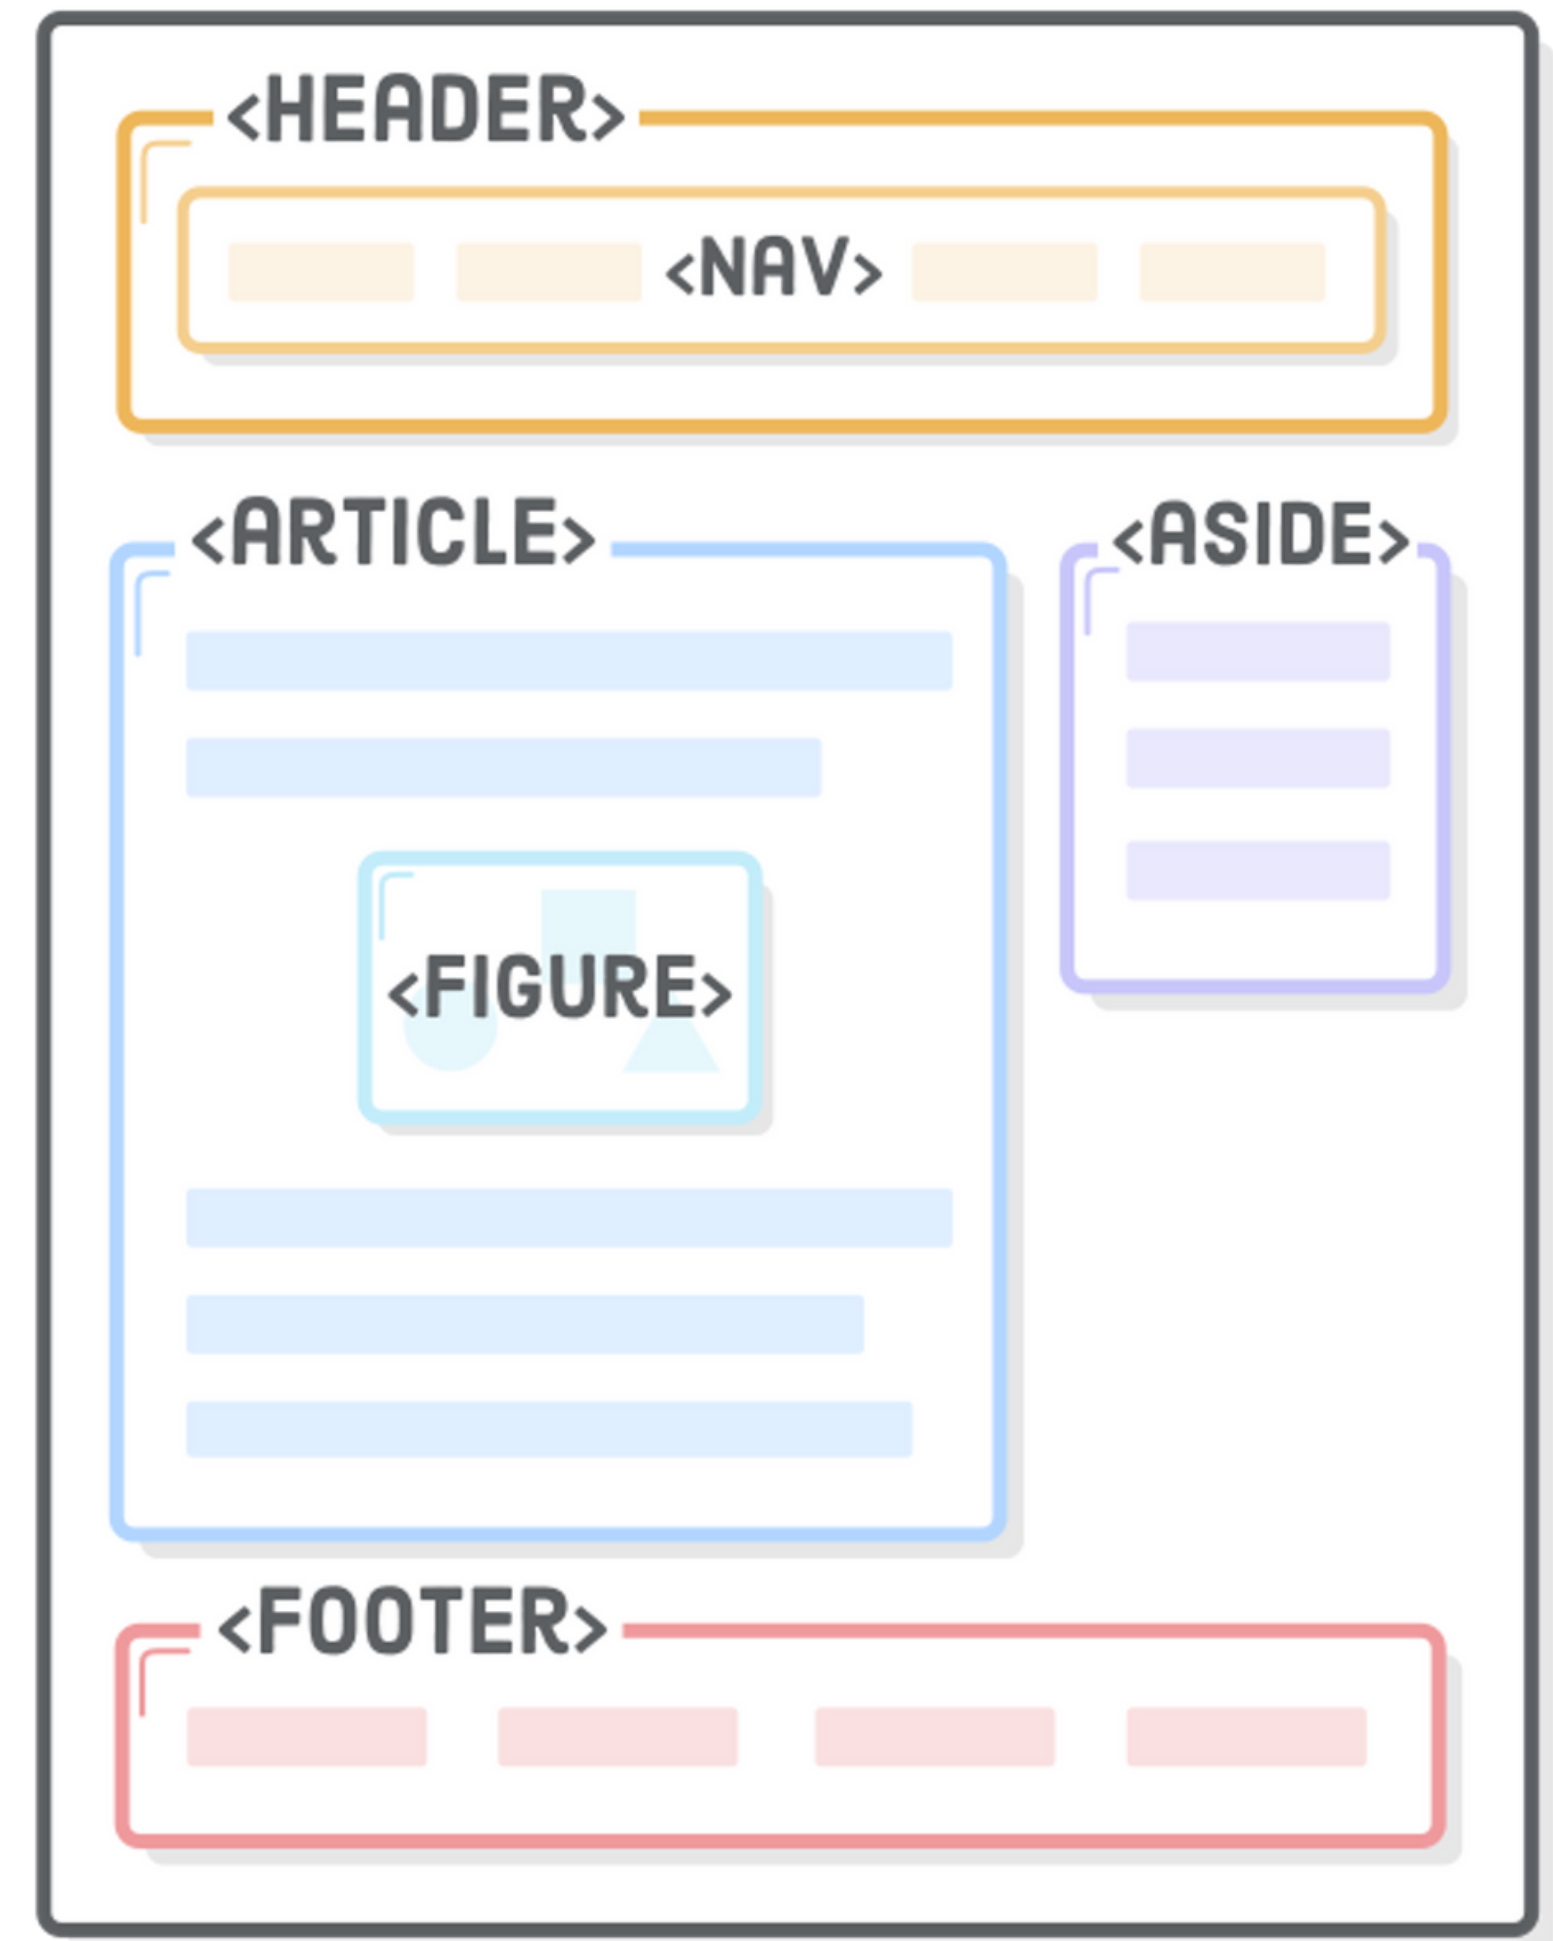 <HEADER>
<NAV>
<ARTICLE>
<ASIDE>
<FIGURE>
<FOOTER>